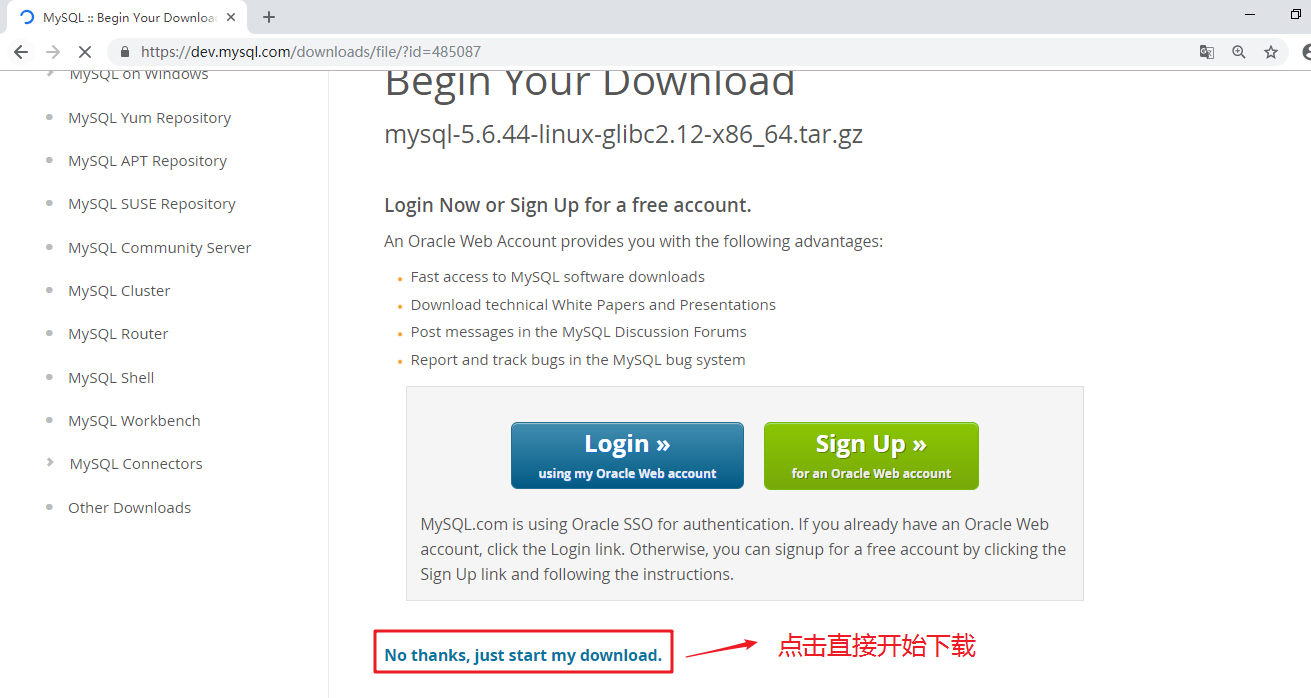 MySQL :: Begin Your Downloa
https://dev.mysql.com/downloads/file/?id=485087
MySQL on Windows
MySQL Yum Repository
MySQL APT Repository
MySQL SUSE Repository
MySQL Community Server
MySQL Cluster
MySQL Router
MySQL Shell
MySQL Workbench
MySQL Connectors
Other Downloads
Begin Your Download
mysql-5.6.44-linux-glibc2.12-x86_64.tar.gz
Login Now or Sign Up for a free account.
An Oracle Web Account provides you with the following advantages:
Fast access to MySQL software downloads
Download technical White Papers and Presentations
Post messages in the MySQL Discussion Forums
Report and track bugs in the MySQL bug system
Login »
using my Oracle Web account
Sign Up »
for an Oracle Web account
MySQL.com is using Oracle SSO for authentication. If you already have an Oracle Web
account, click the Login link. Otherwise, you can signup for a free account by clicking the
Sign Up link and following the instructions.
No thanks, just start my download.
点击直接开始下载